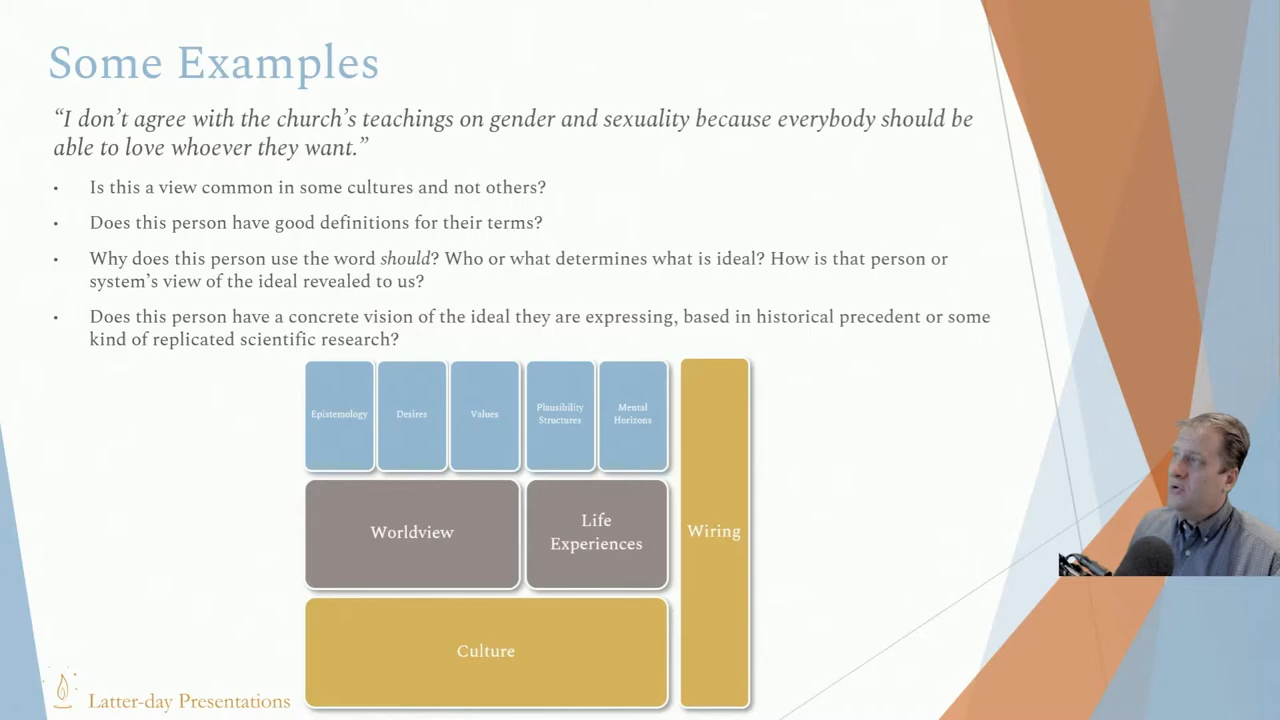 Some Examples
“I don’t agree with the church’s teachings on gender and sexuality because everybody should be
able to love whoever they want.”
• Is this a view common in some cultures and not others?
• Does this person have good definitions for their terms?
• Why does this person use the word should? Who or what determines what is ideal? How is that person or
system’s view of the ideal revealed to us?
• Does this person have a concrete vision of the ideal they are expressing, based in historical precedent or some
kind of replicated scientific research?
Epistemology
Desires
Values
Plausibility
Structures
Mental
Horizons
Worldview
Life
Experiences
Wiring
Culture
Latter-day Presentations